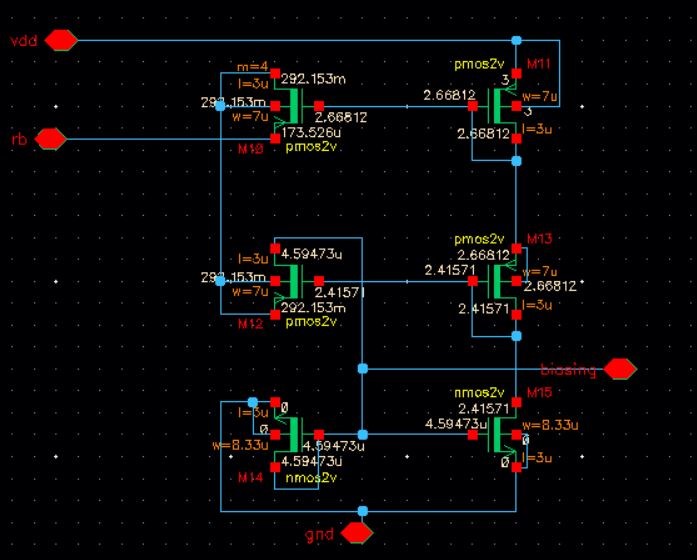 vdd
pmos2v
M11
m=4
l=3u
292.153m
3
292.153m
2.66812
w=7u
w=7u
2.66812
3
rb
173.526u
2.66812
l=3u
M10
pmos2v
pmos2v
M13
l=3u
4.59473u
2.66812
292.153m
2.41571
w=7u
w=7u
2.41571
2.66812
292.153m
2.41571
l=3u
M12
pmos2v
biasing
nmos2v
M15
l=3u
0
2.41571
0
4.59473u
w=8.33u
w=8.33u
4.59473u
0
4.59473u
0
l=3u
M14
nmos2v
gnd